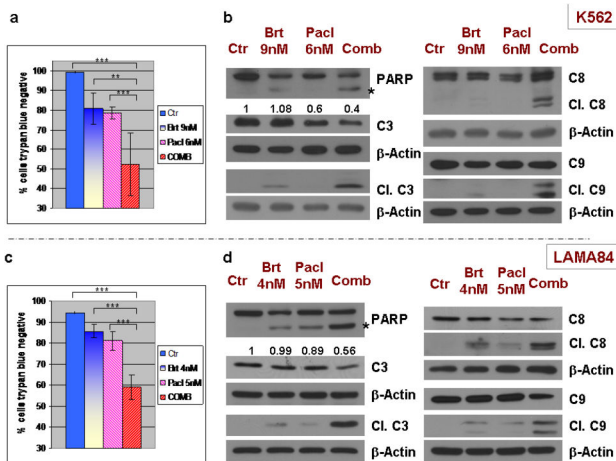 a
% cells trypan blue negative
100
90
80
70
60
50
40
30
***
**
***
Ctr
Brt 9nM
Pacl 6nM
COMB
b
K562
Ctr
Brt
9nM
Pacl
6nM
Comb
PARP
*
1 1.08 0.6 0.4
C3
β-Actin
Cl. C3
β-Actin
Ctr
Brt
9nM
Pacl
6nM
Comb
C8
Cl. C8
β-Actin
C9
Cl. C9
β-Actin
c
% cells trypan blue negative
100
90
80
70
60
50
40
30
***
***
***
Ctr
Brt 4nM
Pacl 5nM
COMB
d
LAMA84
Ctr
Brt
4nM
Pacl
5nM
Comb
PARP
*
1 0.99 0.89 0.56
C3
β-Actin
Cl. C3
β-Actin
Ctr
Brt
4nM
Pacl
5nM
Comb
C8
Cl. C8
β-Actin
C9
Cl. C9
β-Actin